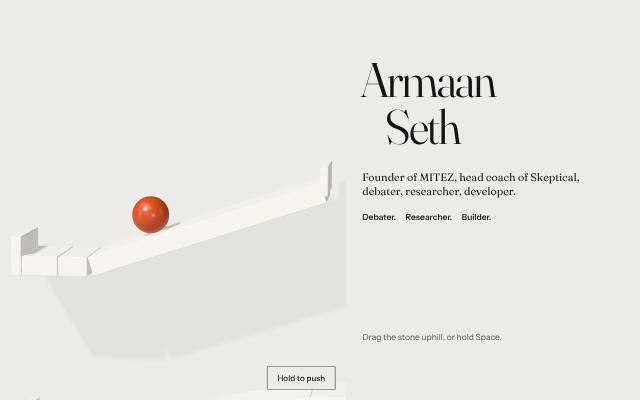 Armaan
Seth
Founder of MITEZ, head coach of Skeptical,
debater, researcher, developer.
Debater. Researcher. Builder.
Drag the stone uphill, or hold Space.
Hold to push